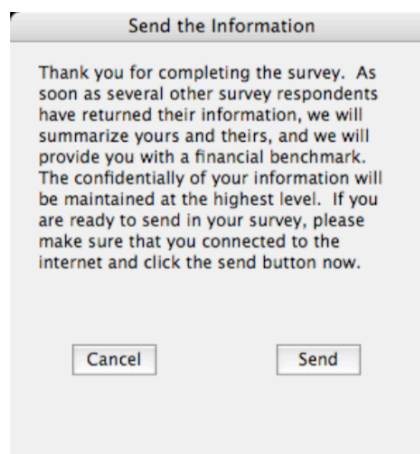 Send the Information
Thank you for completing the survey.  As
soon as several other survey respondents
have returned their information, we will
summarize yours and theirs, and we will
provide you with a financial benchmark.
The confidentially of your information will
be maintained at the highest level.  If you
are ready to send in your survey, please
make sure that you connected to the
internet and click the send button now.
Cancel Send